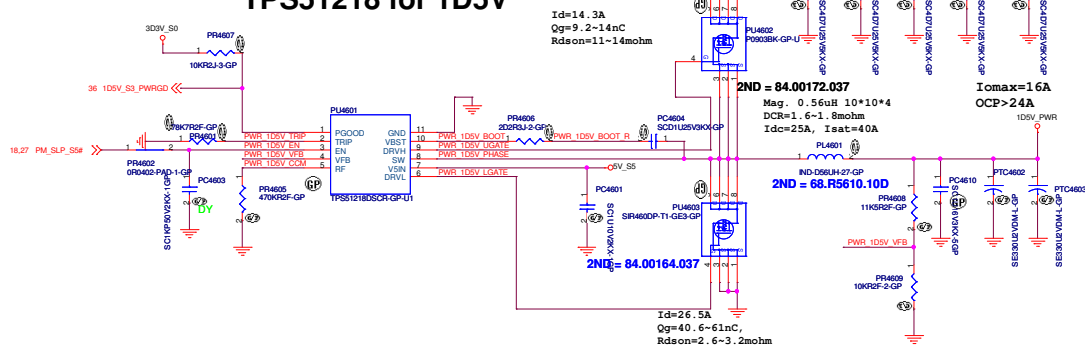 TPS51218 for 1D5V
Id=14.3A
Qg=9.2~14nC
Rdson=11~14mohm
3D3V_S0
PR4607
10KR2J-3-GP
36 1D5V_S3_PWRGD
PU4602
P0903BK-GP-U
2ND = 84.00172.037
Mag. 0.56uH 10*10*4
DCR=1.6~1.8mohm
Idc=25A, Isat=40A
Iomax=16A
OCP>24A
1D5V_PWR
PU4601
PGOOD
TRIP
EN
VFB
RF
GND
VBST
DRVH
SW
V5IN
DRVL
TPS51218DSCR-GP-U1
78K7R2F-GP
PR4601
PWR_1D5V_TRIP
PWR_1D5V_EN
PWR_1D5V_VFB
PWR_1D5V_CCM
18,27 PM_SLP_S5#
PR4602
0R0402-PAD-1-GP
PC4603
SC1KP50V2KX-1GP
DY
PR4605
470KR2F-GP
PWR_1D5V_BOOT
PWR_1D5V_UGATE
PWR_1D5V_PHASE
PWR_1D5V_LGATE
PR4606
2D2R3J-2-GP
PWR_1D5V_BOOT_R
PC4604
SCD1U25V3KX-GP
5V_S5
PC4601
PL4601
IND-D56UH-27-GP
2ND = 68.R5610.10D
PU4603
SIR460DP-T1-GE3-GP
2ND = 84.00164.037
Id=26.5A
Qg=40.6~61nC,
Rdson=2.6~3.2mohm
PR4608
11K5R2F-GP
PWR_1D5V_VFB
PR4609
10KR2F-2-GP
PC4610
PTC4602
PTC4603